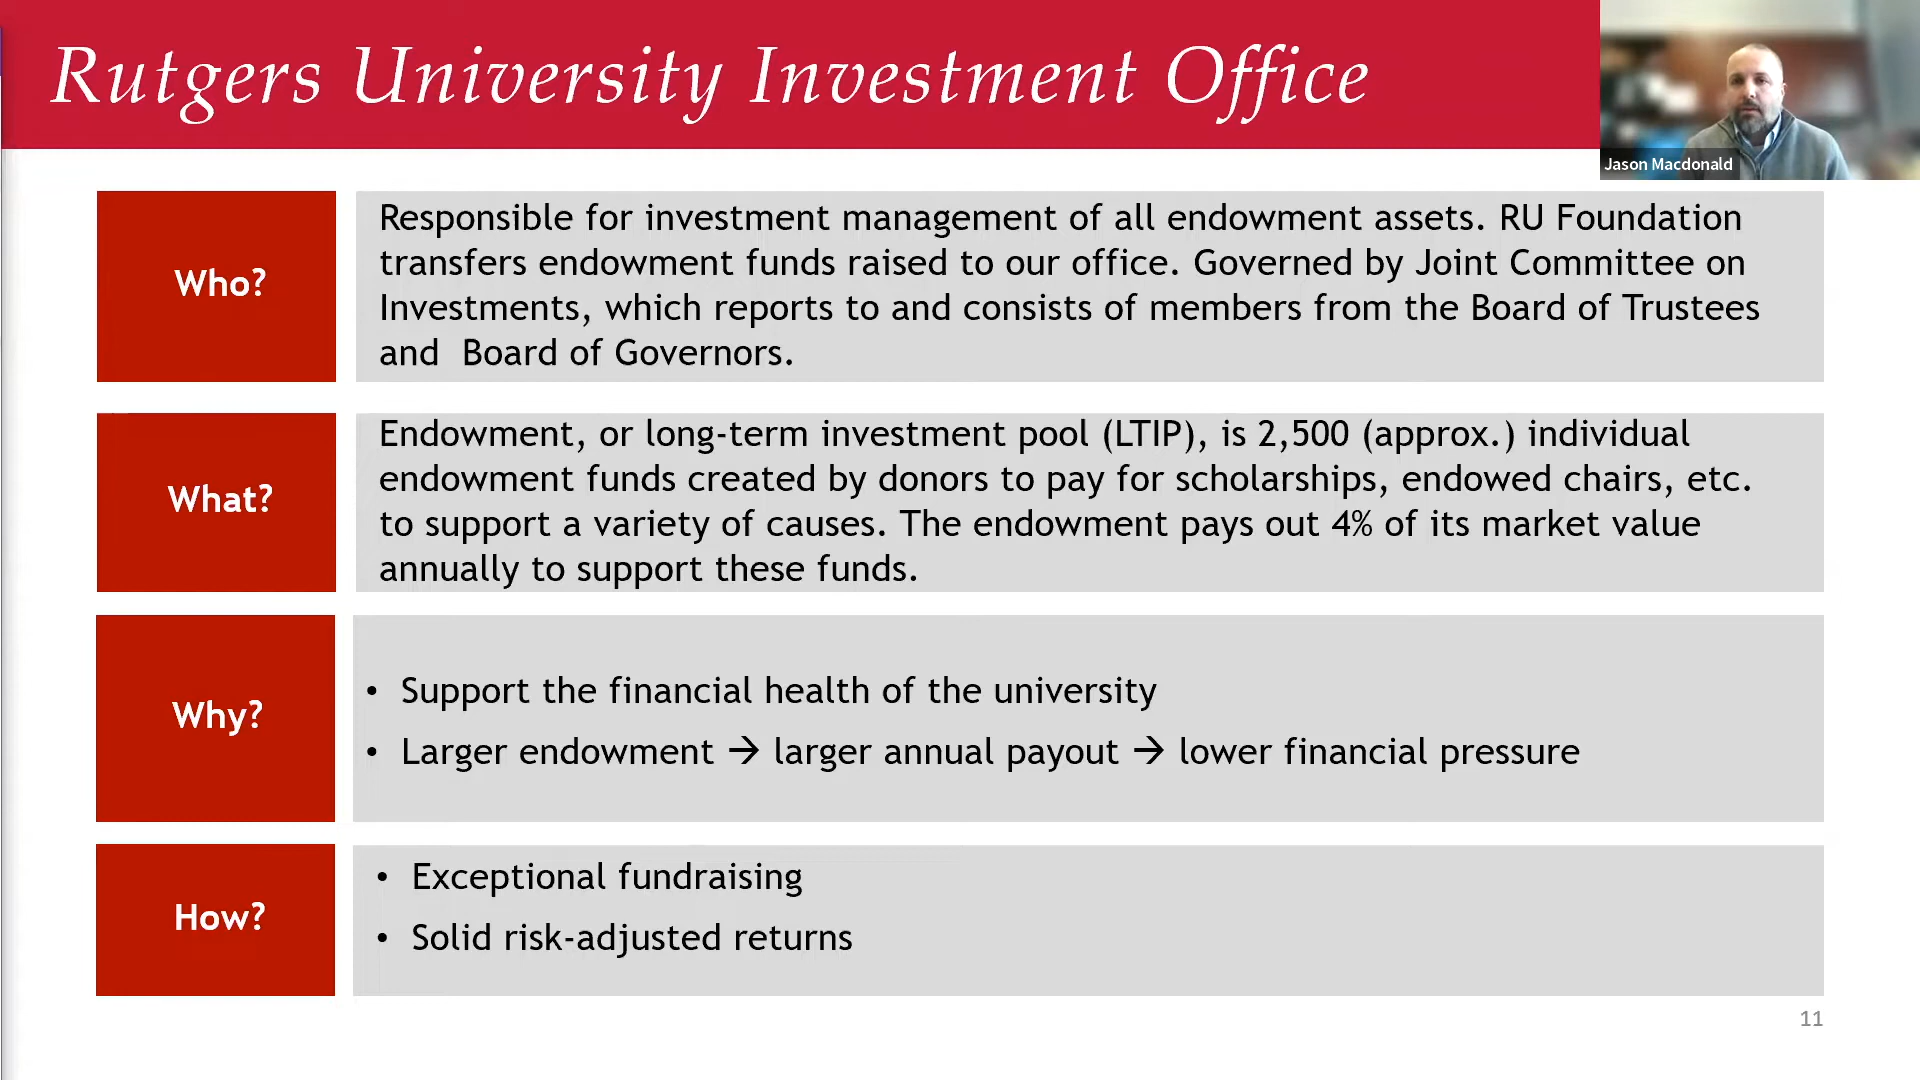 Rutgers University Investment Office
Jason Macdonald
Who?
Responsible for investment management of all endowment assets. RU Foundation
transfers endowment funds raised to our office. Governed by Joint Committee on
Investments, which reports to and consists of members from the Board of Trustees
and  Board of Governors.
What?
Endowment, or long-term investment pool (LTIP), is 2,500 (approx.) individual
endowment funds created by donors to pay for scholarships, endowed chairs, etc.
to support a variety of causes. The endowment pays out 4% of its market value
annually to support these funds.
Why?
• Support the financial health of the university
• Larger endowment → larger annual payout → lower financial pressure
How?
• Exceptional fundraising
• Solid risk-adjusted returns
11